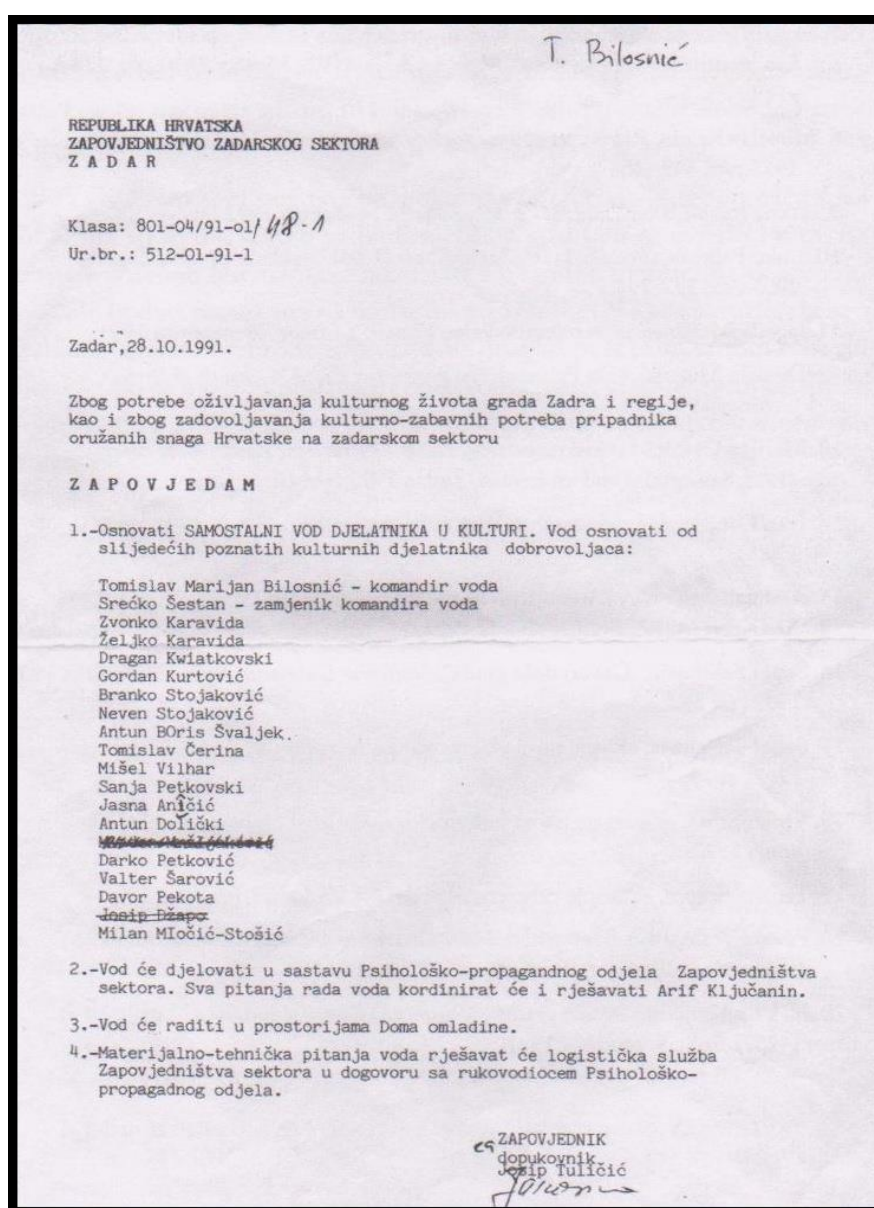 T. Bilosnić
REPUBLIKA HRVATSKA
ZAPOVJEDNIŠTVO ZADARSKOG SEKTORA
Z A D A R
Klasa: 801-04/91-ol/48-1
Ur.br.: 512-01-91-1
Zadar,28.10.1991.
Zbog potrebe oživljavanja kulturnog života grada Zadra i regije,
kao i zbog zadovoljavanja kulturno-zabavnih potreba pripadnika
oružanih snaga Hrvatske na zadarskom sektoru
Z A P O V J E D A M
1.-Osnovati SAMOSTALNI VOD DJELATNIKA U KULTURI. Vod osnovati od
slijedećih poznatih kulturnih djelatnika dobrovoljaca:
Tomislav Marijan Bilosnić - komandir voda
Srećko Šestan - zamjenik komandira voda
Zvonko Karavida
Željko Karavida
Dragan Kwiatkovski
Gordan Kurtović
Branko Stojaković
Neven Stojaković
Antun BOris Švaljek.
Tomislav Čerina
Mišel Vilhar
Sanja Petkovski
Jasna Aničić
Antun Dolički
Darko Petković
Valter Šarović
Davor Pekota
Josip Džapo
Milan MIočić-Stošić
2.-Vod će djelovati u sastavu Psihološko-propagandnog odjela Zapovjedništva
sektora. Sva pitanja rada voda kordinirat će i rješavati Arif Ključanin.
3.-Vod će raditi u prostorijama Doma omladine.
4.-Materijalno-tehnička pitanja voda rješavat će logistička služba
Zapovjedništva sektora u dogovoru sa rukovodiocem Psihološko-
propagadnog odjela.
ZAPOVJEDNIK
dopukovnik
Josip Tuličić